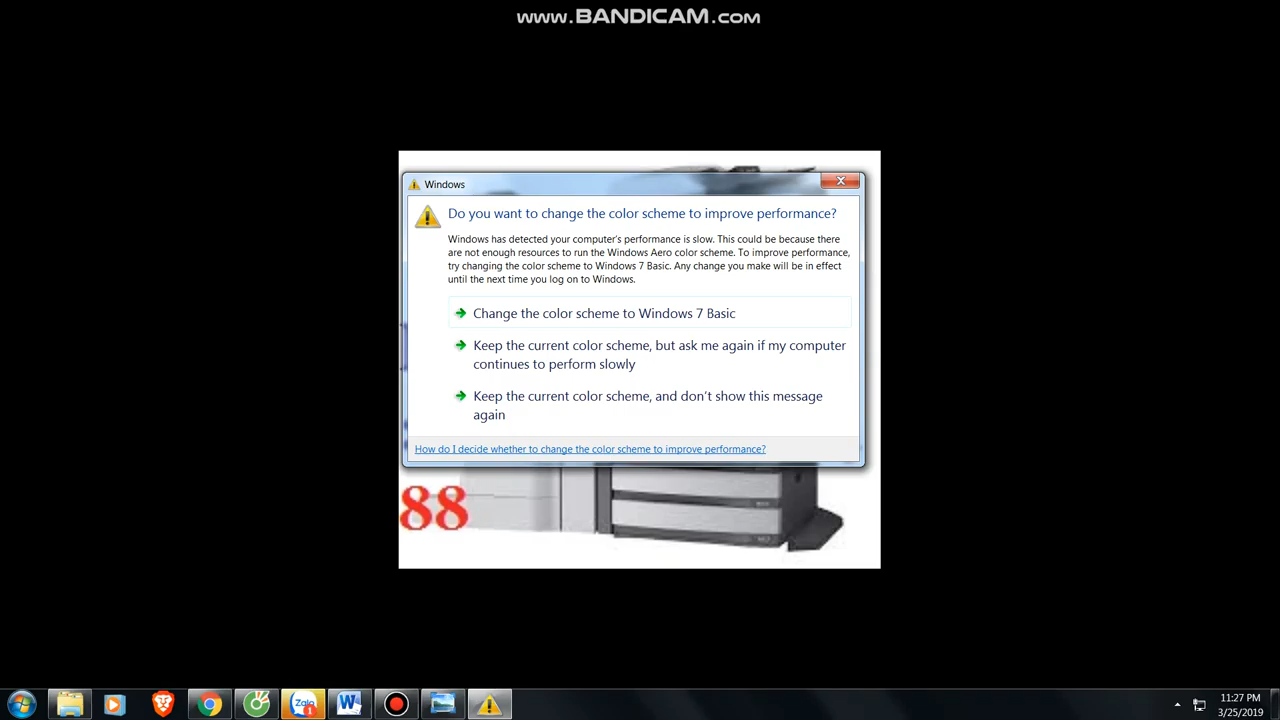 www.BANDICAM.com
Windows
Do you want to change the color scheme to improve performance?
Windows has detected your computer's performance is slow. This could be because there
are not enough resources to run the Windows Aero color scheme. To improve performance,
try changing the color scheme to Windows 7 Basic. Any change you make will be in effect
until the next time you log on to Windows.
Change the color scheme to Windows 7 Basic
Keep the current color scheme, but ask me again if my computer
continues to perform slowly
Keep the current color scheme, and don't show this message
again
How do I decide whether to change the color scheme to improve performance?
88
Zalo
1
W
11:27 PM
3/25/2019